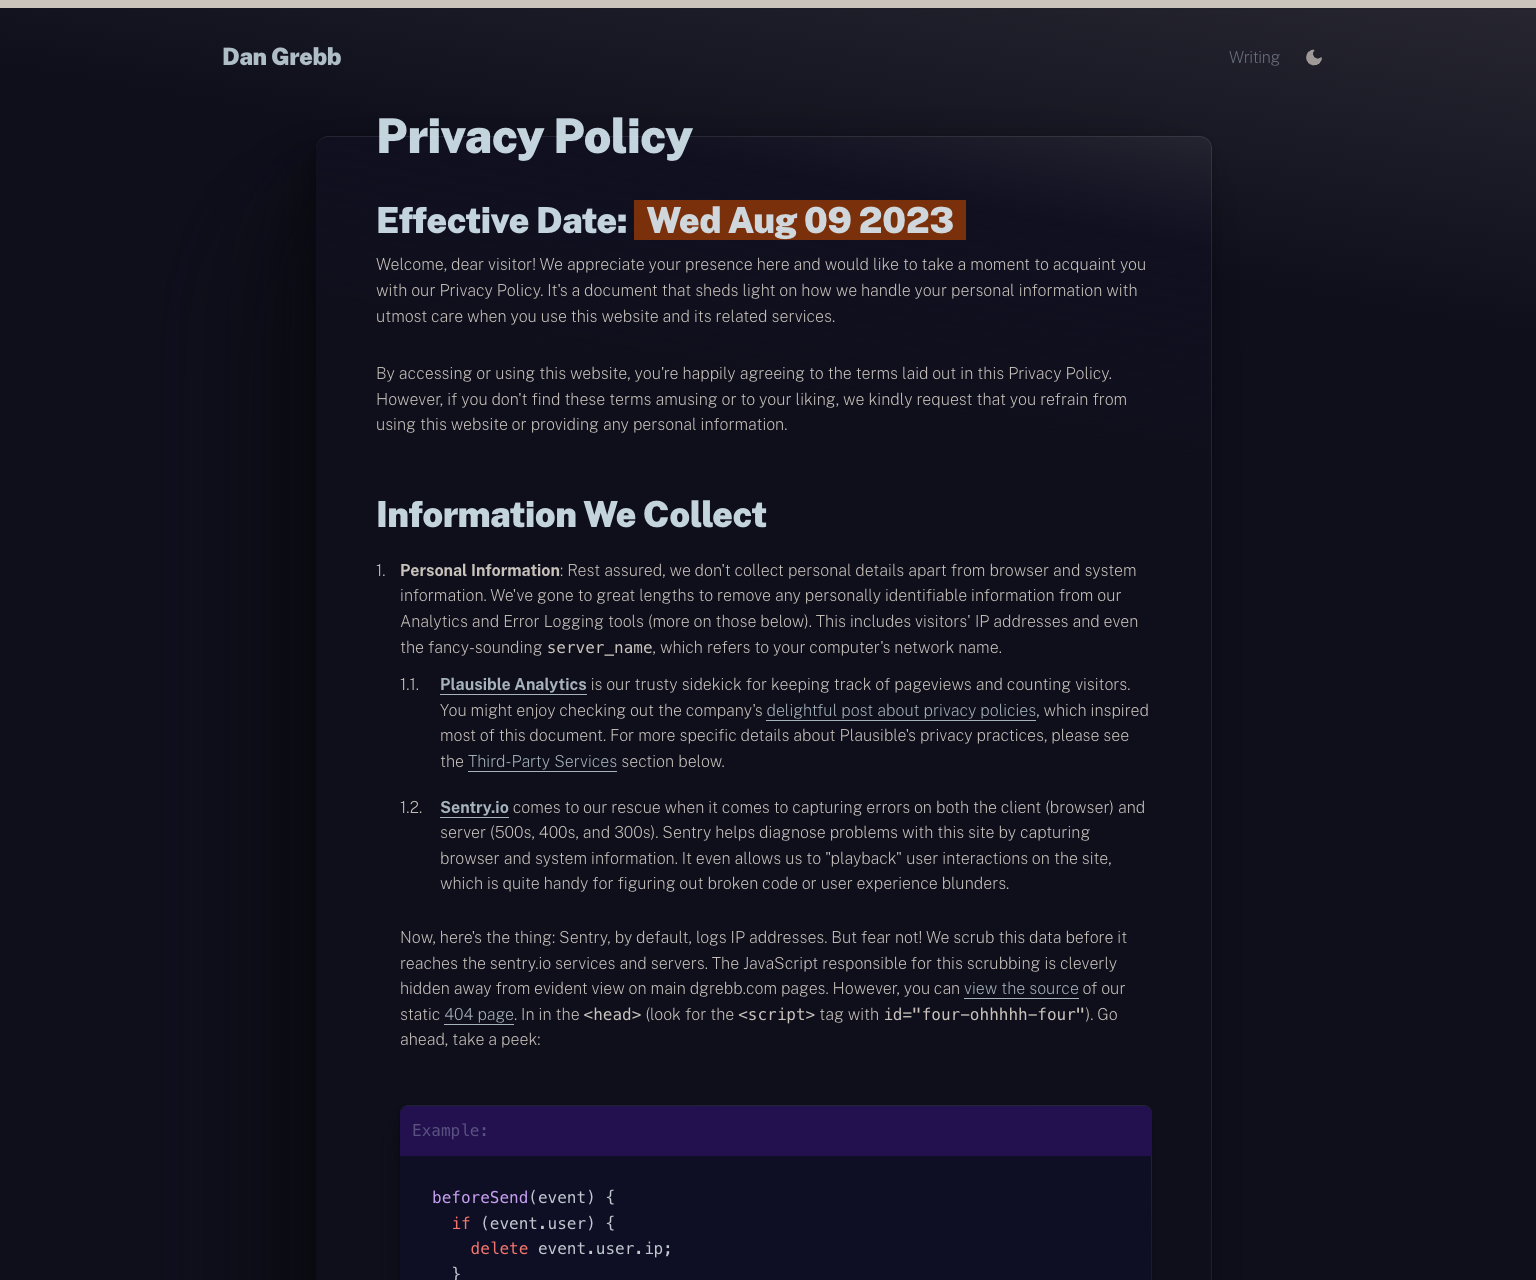 Dan Grebb
Writing
Privacy Policy
Effective Date: Wed Aug 09 2023
Welcome, dear visitor! We appreciate your presence here and would like to take a moment to acquaint you
with our Privacy Policy. It's a document that sheds light on how we handle your personal information with
utmost care when you use this website and its related services.
By accessing or using this website, you're happily agreeing to the terms laid out in this Privacy Policy.
However, if you don't find these terms amusing or to your liking, we kindly request that you refrain from
using this website or providing any personal information.
Information We Collect
1. Personal Information: Rest assured, we don't collect personal details apart from browser and system
information. We've gone to great lengths to remove any personally identifiable information from our
Analytics and Error Logging tools (more on those below). This includes visitors' IP addresses and even
the fancy-sounding server_name, which refers to your computer's network name.
1.1. Plausible Analytics is our trusty sidekick for keeping track of pageviews and counting visitors.
You might enjoy checking out the company's delightful post about privacy policies, which inspired
most of this document. For more specific details about Plausible's privacy practices, please see
the Third-Party Services section below.
1.2. Sentry.io comes to our rescue when it comes to capturing errors on both the client (browser) and
server (500s, 400s, and 300s). Sentry helps diagnose problems with this site by capturing
browser and system information. It even allows us to "playback" user interactions on the site,
which is quite handy for figuring out broken code or user experience blunders.
Now, here's the thing: Sentry, by default, logs IP addresses. But fear not! We scrub this data before it
reaches the sentry.io services and servers. The JavaScript responsible for this scrubbing is cleverly
hidden away from evident view on main dgrebb.com pages. However, you can view the source of our
static 404 page. In in the <head> (look for the <script> tag with id="four-ohhhhh-four"). Go
ahead, take a peek:
Example:
beforeSend(event) {
if (event.user) {
delete event.user.ip;
}